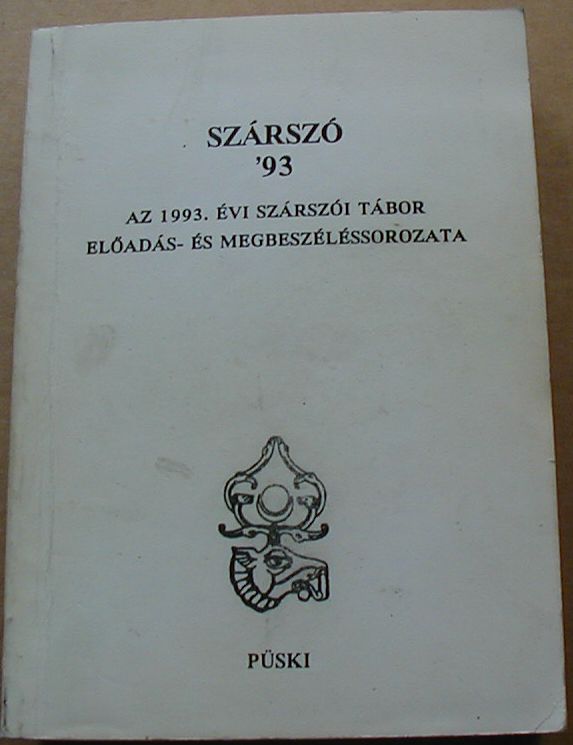 SZÁRSZÓ
'93
AZ 1993. ÉVI SZÁRSZÓI TÁBOR
ELŐADÁS- ÉS MEGBESZÉLÉSSOROZATA
PÜSKI